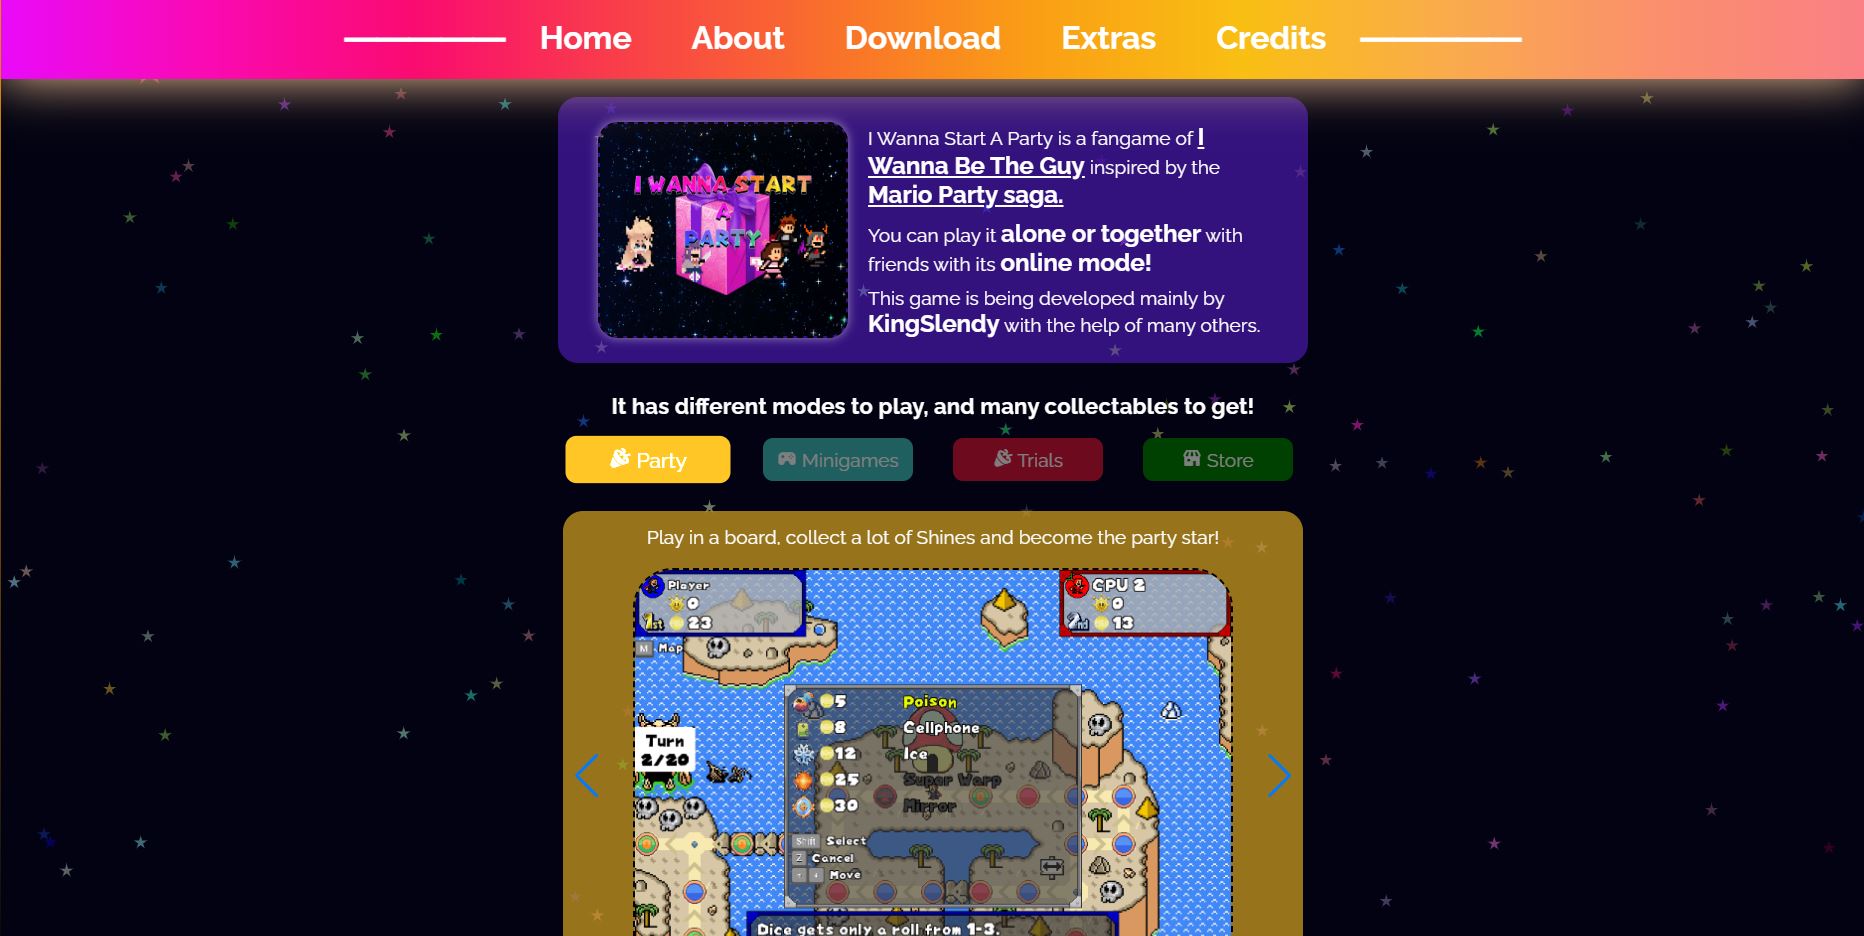 Home About Download Extras Credits
I WANNA START
A
PARTY
I Wanna Start A Party is a fangame of I
Wanna Be The Guy inspired by the
Mario Party saga.
You can play it alone or together with
friends with its online mode!
This game is being developed mainly by
KingSlendy with the help of many others.
It has different modes to play, and many collectables to get!
Party Minigames Trials Store
Play in a board, collect a lot of Shines and become the party star!
Player
0
1st 23
CPU 2
0
2nd 13
M Map
Turn
2/20
5 Poison
8 Cellphone
12 Ice
25 Super Warp
30 Mirror
Shift Select
Z Cancel
Move
Dice gets only a roll from 1-3.